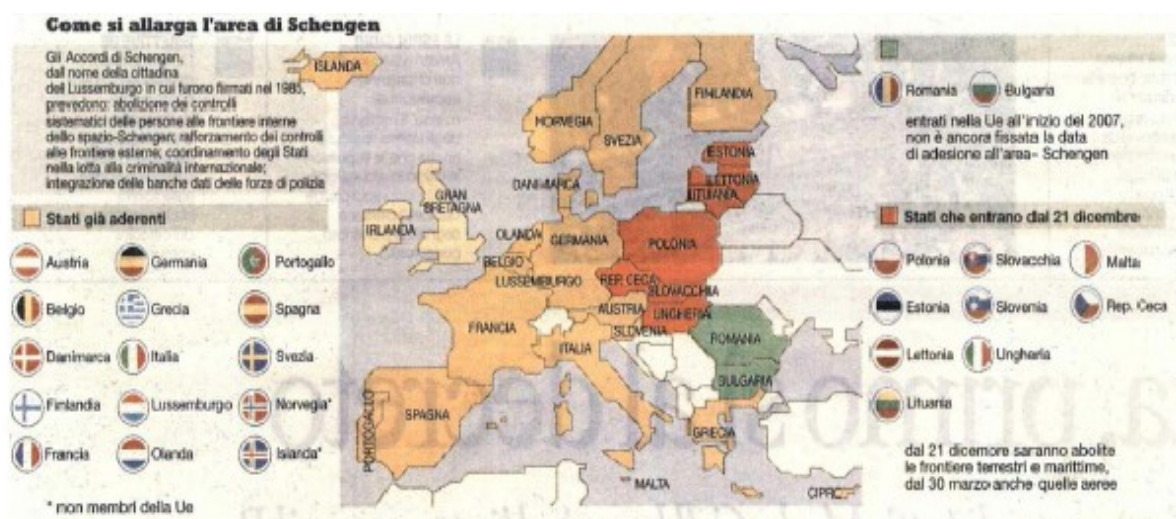 Come si allarga l'area di Schengen
Gli Accordi di Schengen,
dal nome della cittadina
del Lussemburgo in cui furono firmati nel 1985,
prevedono: abolizione dei controlli
sistematici delle persone alle frontiere interne
dello spazio-Schengen; rafforzamento dei controlli
alle frontiere esterne; coordinamento degli Stati
nella lotta alla criminalità internazionale;
integrazione delle banche dati delle forze di polizia
Stati già aderenti
Austria Germania Portogallo
Belgio Grecia Spagna
Danimarca Italia Svezia
Finlandia Lussemburgo Norvegia*
Francia Olanda Islanda*
* non membri della Ue
ISLANDA
FINLANDIA
NORVEGIA
SVEZIA
ESTONIA
LETTONIA
LITUANIA
DANIMARCA
GRAN
BRETAGNA
IRLANDA
OLANDA
GERMANIA
POLONIA
BELGIO
LUSSEMBURGO
REP. CECA
SLOVACCHIA
AUSTRIA
UNGHERIA
SLOVENIA
FRANCIA
ROMANIA
ITALIA
BULGARIA
PORTOGALLO
SPAGNA
GRECIA
MALTA
CIPRO
Romania Bulgaria
entrati nella Ue all'inizio del 2007,
non è ancora fissata la data
di adesione all'area- Schengen
Stati che entrano dal 21 dicembre
Polonia Slovacchia Malta
Estonia Slovenia Rep. Ceca
Lettonia Ungheria
Lituania
dal 21 dicembre saranno abolite
le frontiere terrestri e marittime,
dal 30 marzo anche quelle aeree